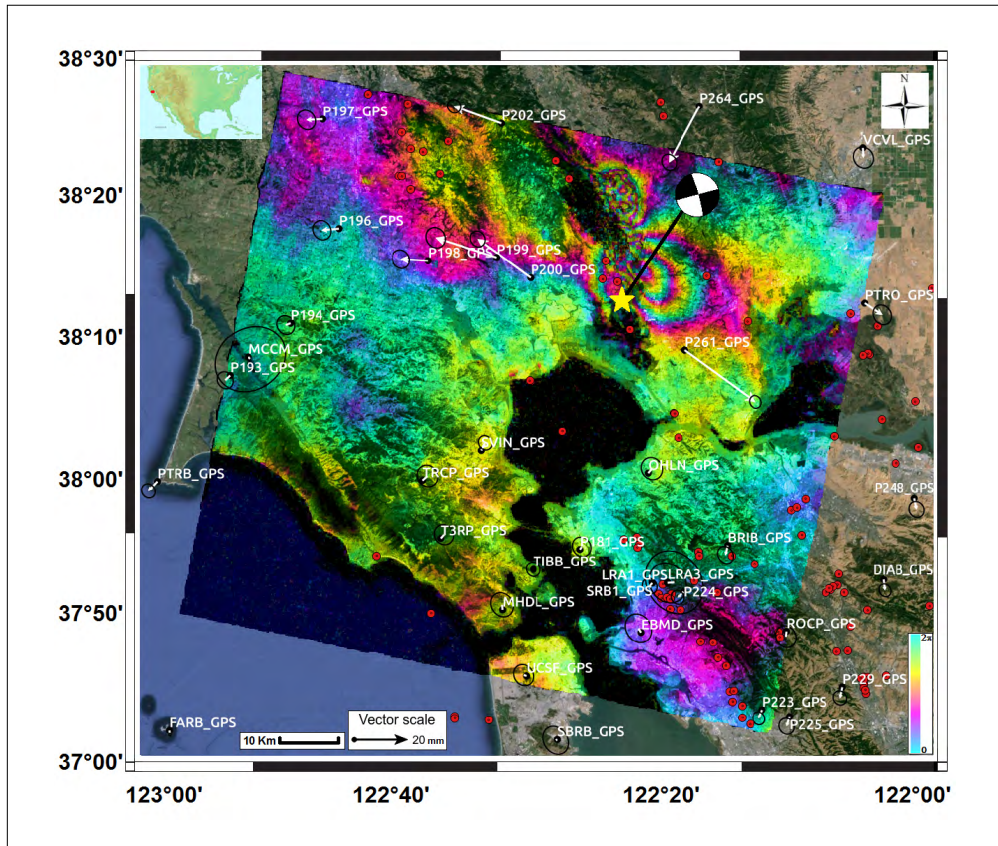 38°30'
N
P264_GPS
P197_GPS
P202_GPS
VCVL_GPS
38°20'
P196_GPS
P199_GPS
P198_GPS
P200_GPS
PTRO_GPS
38°10'
P194_GPS
P261_GPS
MCCM_GPS
P193_GPS
SVIN_GPS
38°00'
PTRB_GPS
TRCP_GPS
OHLN_GPS
P248_GPS
T3RP_GPS
P181_GPS
BRIB_GPS
TIBB_GPS
LRA1_GPS
LRA3_GPS
DIAB_GPS
SRB1_GPS
P224_GPS
37°50'
MHDL_GPS
EBMD_GPS
ROCP_GPS
2x
UCSF_GPS
P229_GPS
P223_GPS
FARB_GPS
Vector scale
20 mm
10 Km
SBRB_GPS
P225_GPS
0
37°00'
123°00'
122°40'
122°20'
122°00'